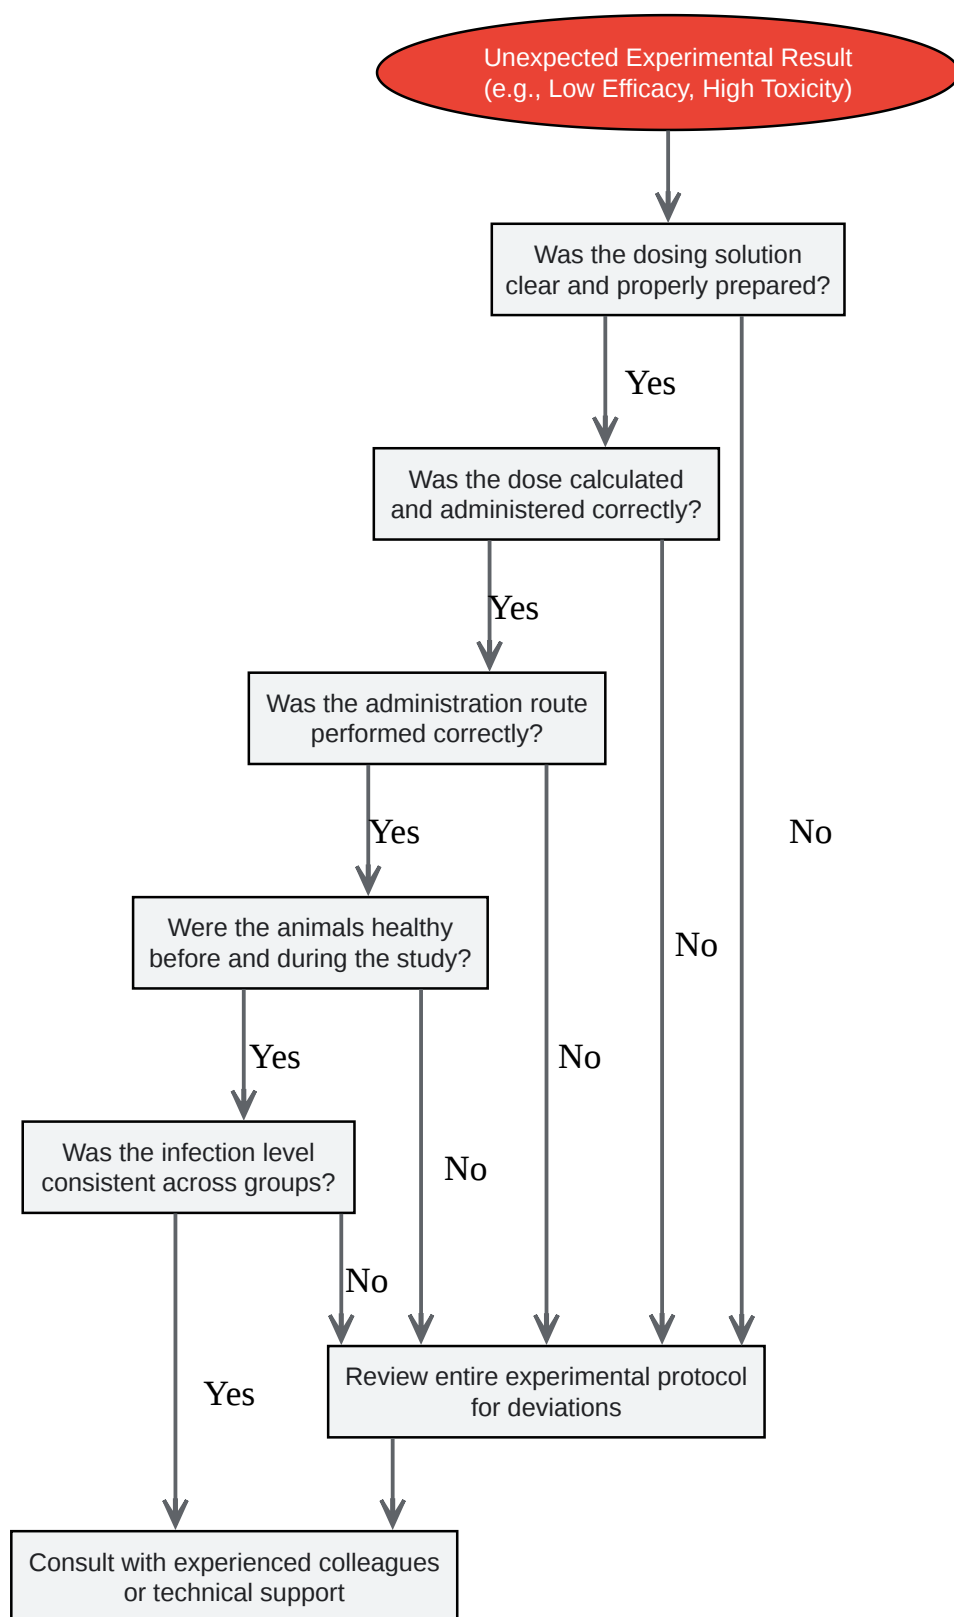 Unexpected Experimental Result
(e.g., Low Efficacy, High Toxicity)
Was the dosing solution
clear and properly prepared?
Yes
Was the dose calculated
and administered correctly?
Yes
Was the administration route
performed correctly?
Yes
No
Were the animals healthy
before and during the study?
No
Yes
No
Was the infection level
consistent across groups?
No
No
Review entire experimental protocol
for deviations
Yes
Consult with experienced colleagues
or technical support